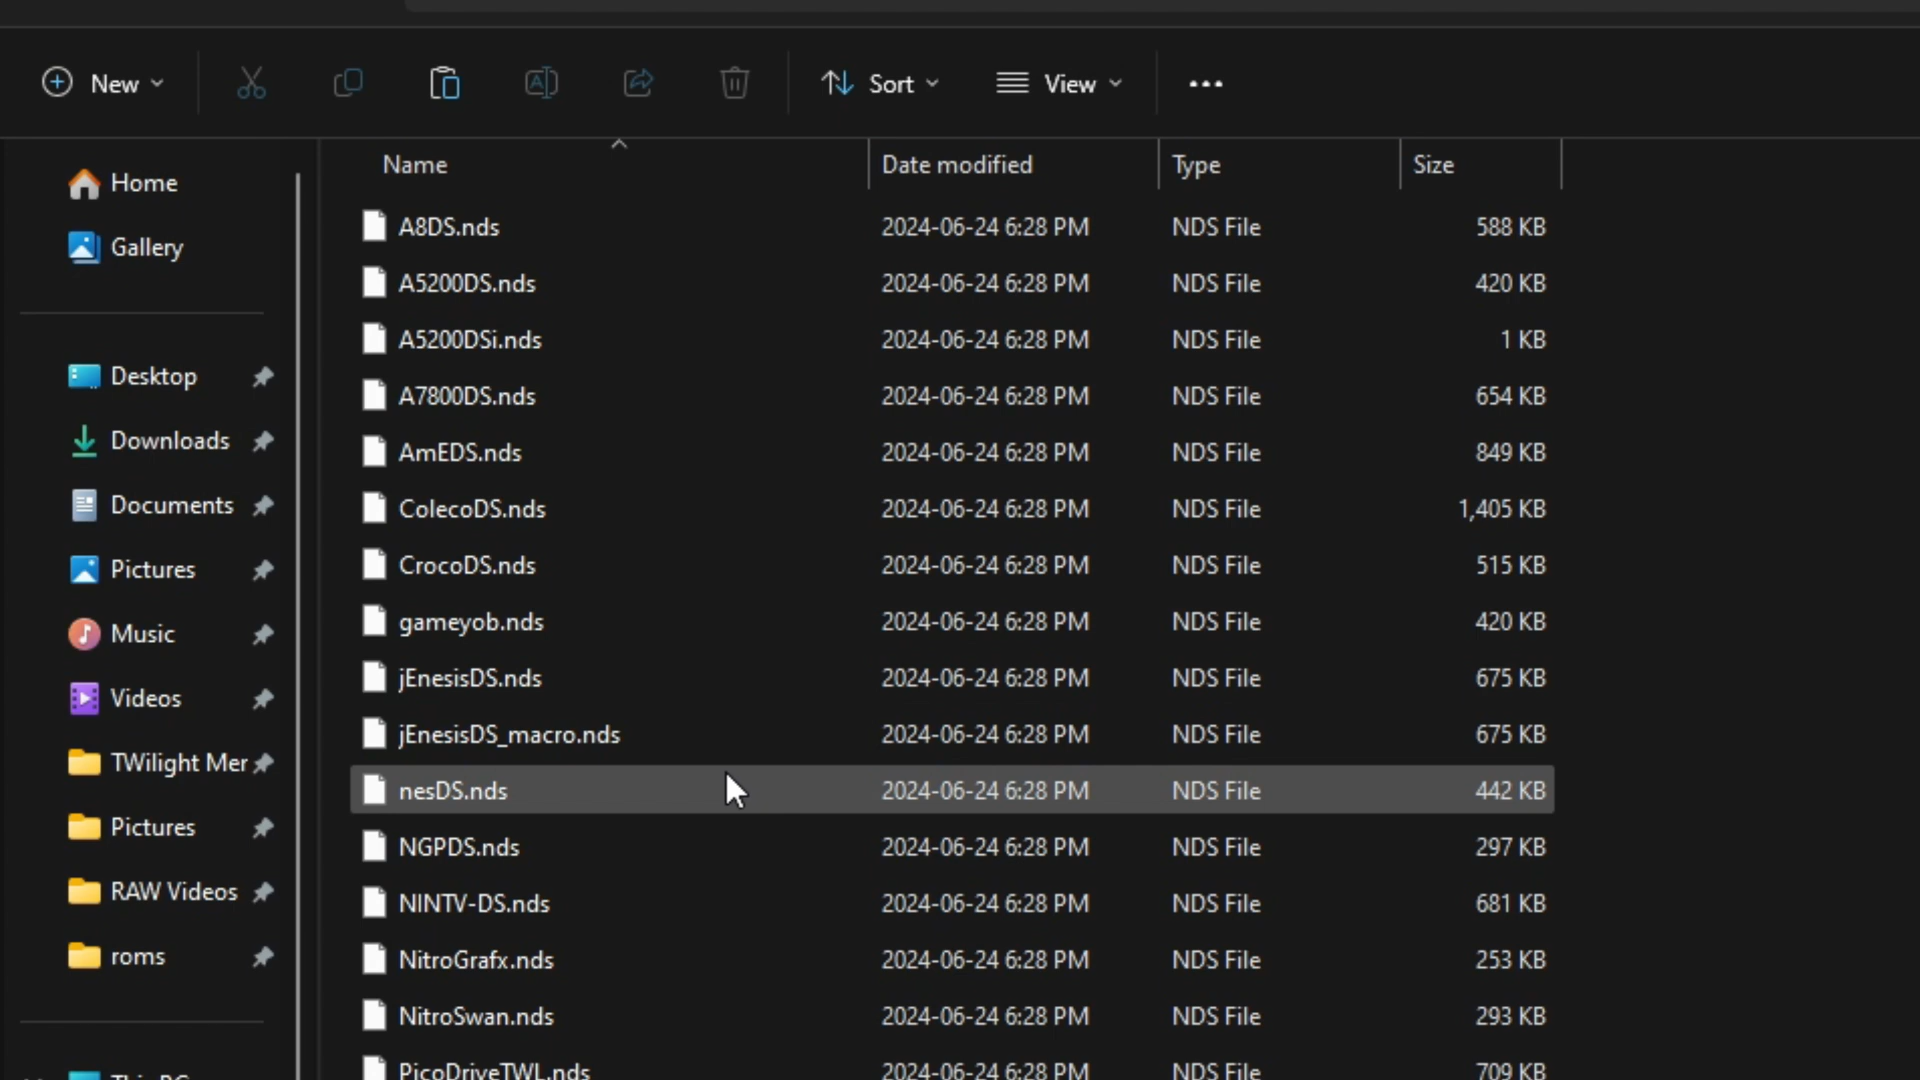 New
Sort
View
Name Date modified Type Size
Home
Gallery
Desktop
Downloads
Documents
Pictures
Music
Videos
TWilight Mer
Pictures
RAW Videos
roms
A8DS.nds 2024-06-24 6:28 PM NDS File 588 KB
A5200DS.nds 2024-06-24 6:28 PM NDS File 420 KB
A5200DSi.nds 2024-06-24 6:28 PM NDS File 1 KB
A7800DS.nds 2024-06-24 6:28 PM NDS File 654 KB
AmEDS.nds 2024-06-24 6:28 PM NDS File 849 KB
ColecoDS.nds 2024-06-24 6:28 PM NDS File 1,405 KB
CrocoDS.nds 2024-06-24 6:28 PM NDS File 515 KB
gameyob.nds 2024-06-24 6:28 PM NDS File 420 KB
jEnesisDS.nds 2024-06-24 6:28 PM NDS File 675 KB
jEnesisDS_macro.nds 2024-06-24 6:28 PM NDS File 675 KB
nesDS.nds 2024-06-24 6:28 PM NDS File 442 KB
NGPDS.nds 2024-06-24 6:28 PM NDS File 297 KB
NINTV-DS.nds 2024-06-24 6:28 PM NDS File 681 KB
NitroGrafx.nds 2024-06-24 6:28 PM NDS File 253 KB
NitroSwan.nds 2024-06-24 6:28 PM NDS File 293 KB
PicoDriveTWL.nds 2024-06-24 6:28 PM NDS File 709 KB